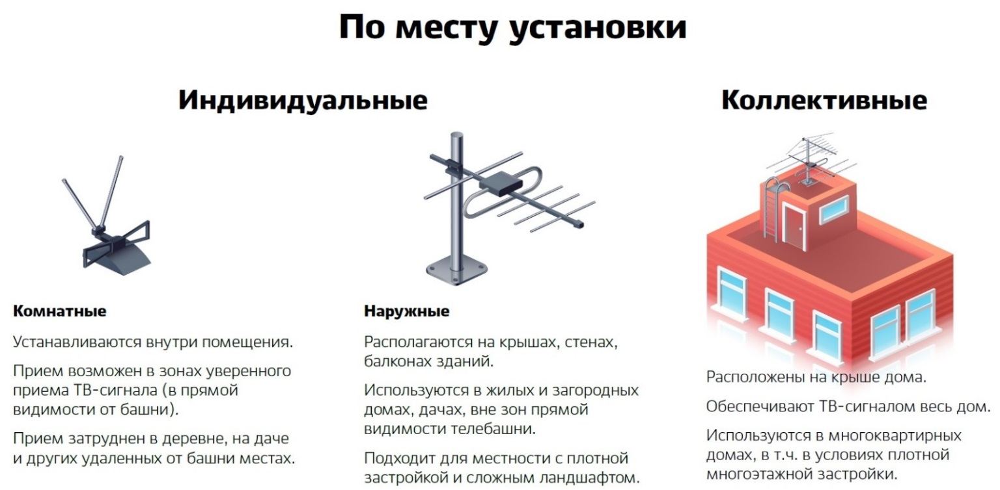 По месту установки
Индивидуальные
Коллективные
Комнатные
Устанавливаются внутри помещения.
Прием возможен в зонах уверенного
приема ТВ-сигнала (в прямой
видимости от башни).
Прием затруднен в деревне, на даче
и других удаленных от башни местах.
Наружные
Располагаются на крышах, стенах,
балконах зданий.
Используются в жилых и загородных
домах, дачах, вне зон прямой
видимости телебашни.
Подходит для местности с плотной
застройкой и сложным ландшафтом.
Расположены на крыше дома.
Обеспечивают ТВ-сигналом весь дом.
Используются в многоквартирных
домах, в т.ч. в условиях плотной
многоэтажной застройки.